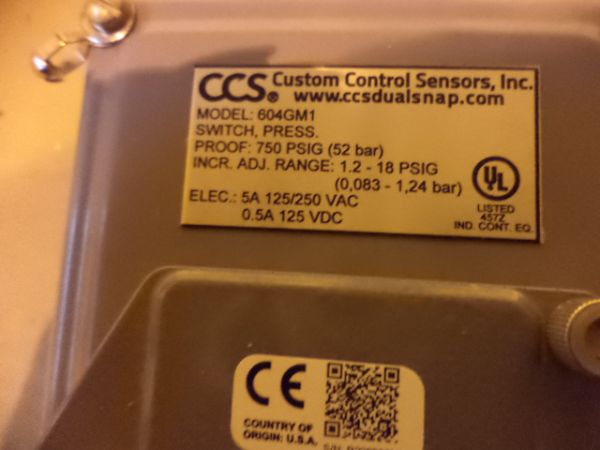 CCS® Custom Control Sensors, Inc.
www.ccsdualsnap.com
MODEL: 604GM1
SWITCH, PRESS.
PROOF: 750 PSIG (52 bar)
INCR. ADJ. RANGE: 1.2 - 18 PSIG
(0,083 - 1,24 bar)
ELEC.: 5A 125/250 VAC
0.5A 125 VDC
UL
LISTED
457Z
IND. CONT. EQ.
CE
COUNTRY OF
ORIGIN: U.S.A.
S/N